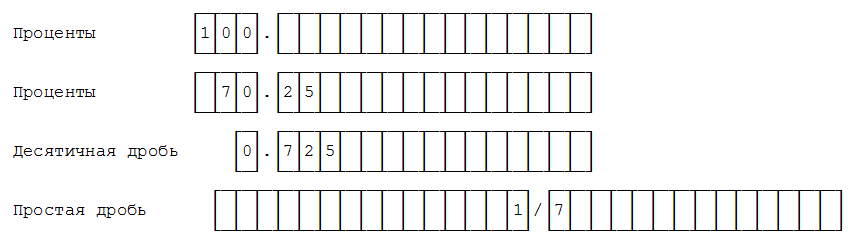 Проценты 100.
Проценты 70.25
Десятичная дробь 0.725
Простая дробь 1/7